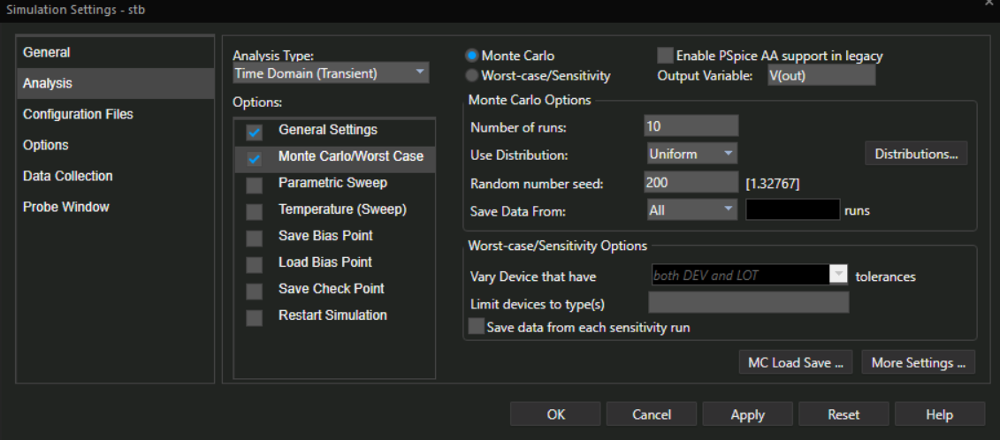 Simulation Settings - stb
General
Analysis
Configuration Files
Options
Data Collection
Probe Window
Analysis Type:
Time Domain (Transient)
Options:
General Settings
Monte Carlo/Worst Case
Parametric Sweep
Temperature (Sweep)
Save Bias Point
Load Bias Point
Save Check Point
Restart Simulation
Monte Carlo
Enable PSpice AA support in legacy
Worst-case/Sensitivity
Output Variable: V(out)
Monte Carlo Options
Number of runs: 10
Use Distribution: Uniform Distributions...
Random number seed: 200 [1.32767]
Save Data From: All runs
Worst-case/Sensitivity Options
Vary Device that have both DEV and LOT tolerances
Limit devices to type(s)
Save data from each sensitivity run
MC Load Save ... More Settings ...
OK Cancel Apply Reset Help